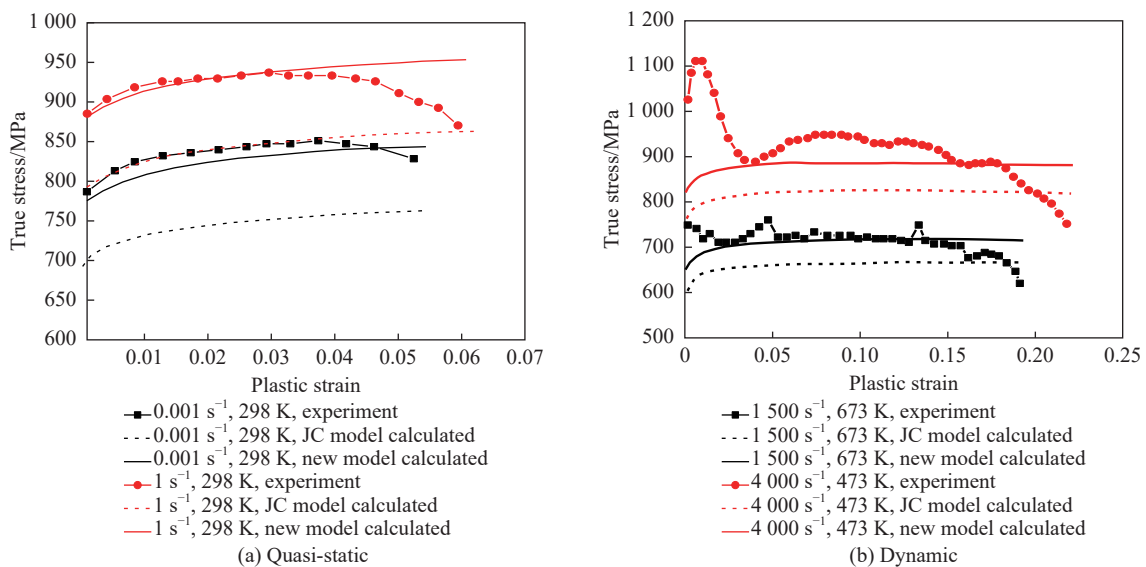 1 000
950
900
850
800
750
700
650
600
True stress/MPa
0.01
0.02
0.03
0.04
0.05
0.06
0.07
Plastic strain
0.001 s⁻¹, 298 K, experiment
0.001 s⁻¹, 298 K, JC model calculated
0.001 s⁻¹, 298 K, new model calculated
1 s⁻¹, 298 K, experiment
1 s⁻¹, 298 K, JC model calculated
1 s⁻¹, 298 K, new model calculated
(a) Quasi-static
1 200
1 100
1 000
900
800
700
600
500
True stress/MPa
0
0.05
0.10
0.15
0.20
0.25
Plastic strain
1 500 s⁻¹, 673 K, experiment
1 500 s⁻¹, 673 K, JC model calculated
1 500 s⁻¹, 673 K, new model calculated
4 000 s⁻¹, 473 K, experiment
4 000 s⁻¹, 473 K, JC model calculated
4 000 s⁻¹, 473 K, new model calculated
(b) Dynamic